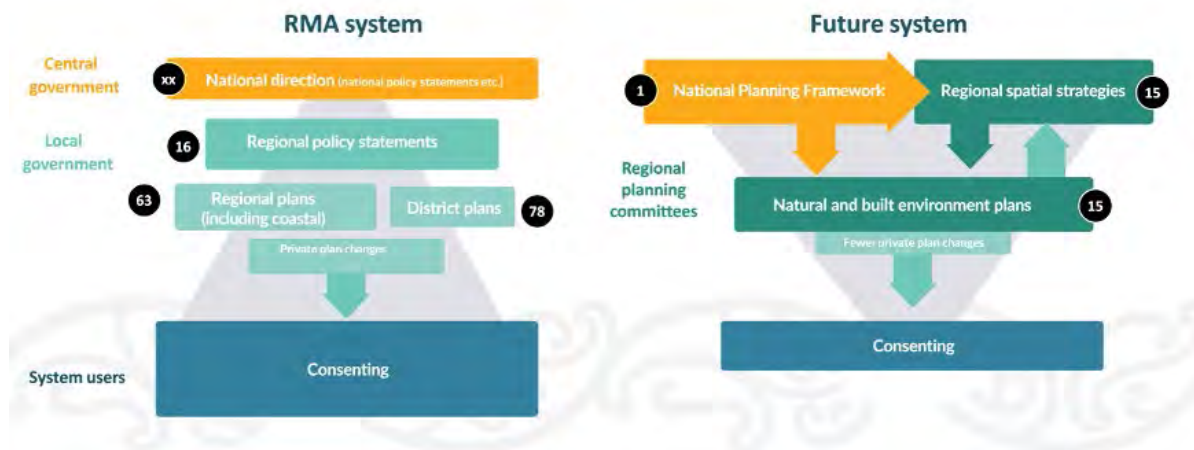 RMA system
Central
government
xx
National direction (national policy statements etc.)
Local
government
16
Regional policy statements
63
Regional plans
(including coastal)
District plans
78
Private plan changes
System users
Consenting
Future system
1
National Planning Framework
Regional spatial strategies
15
Regional
planning
committees
Natural and built environment plans
15
Fewer private plan changes
Consenting